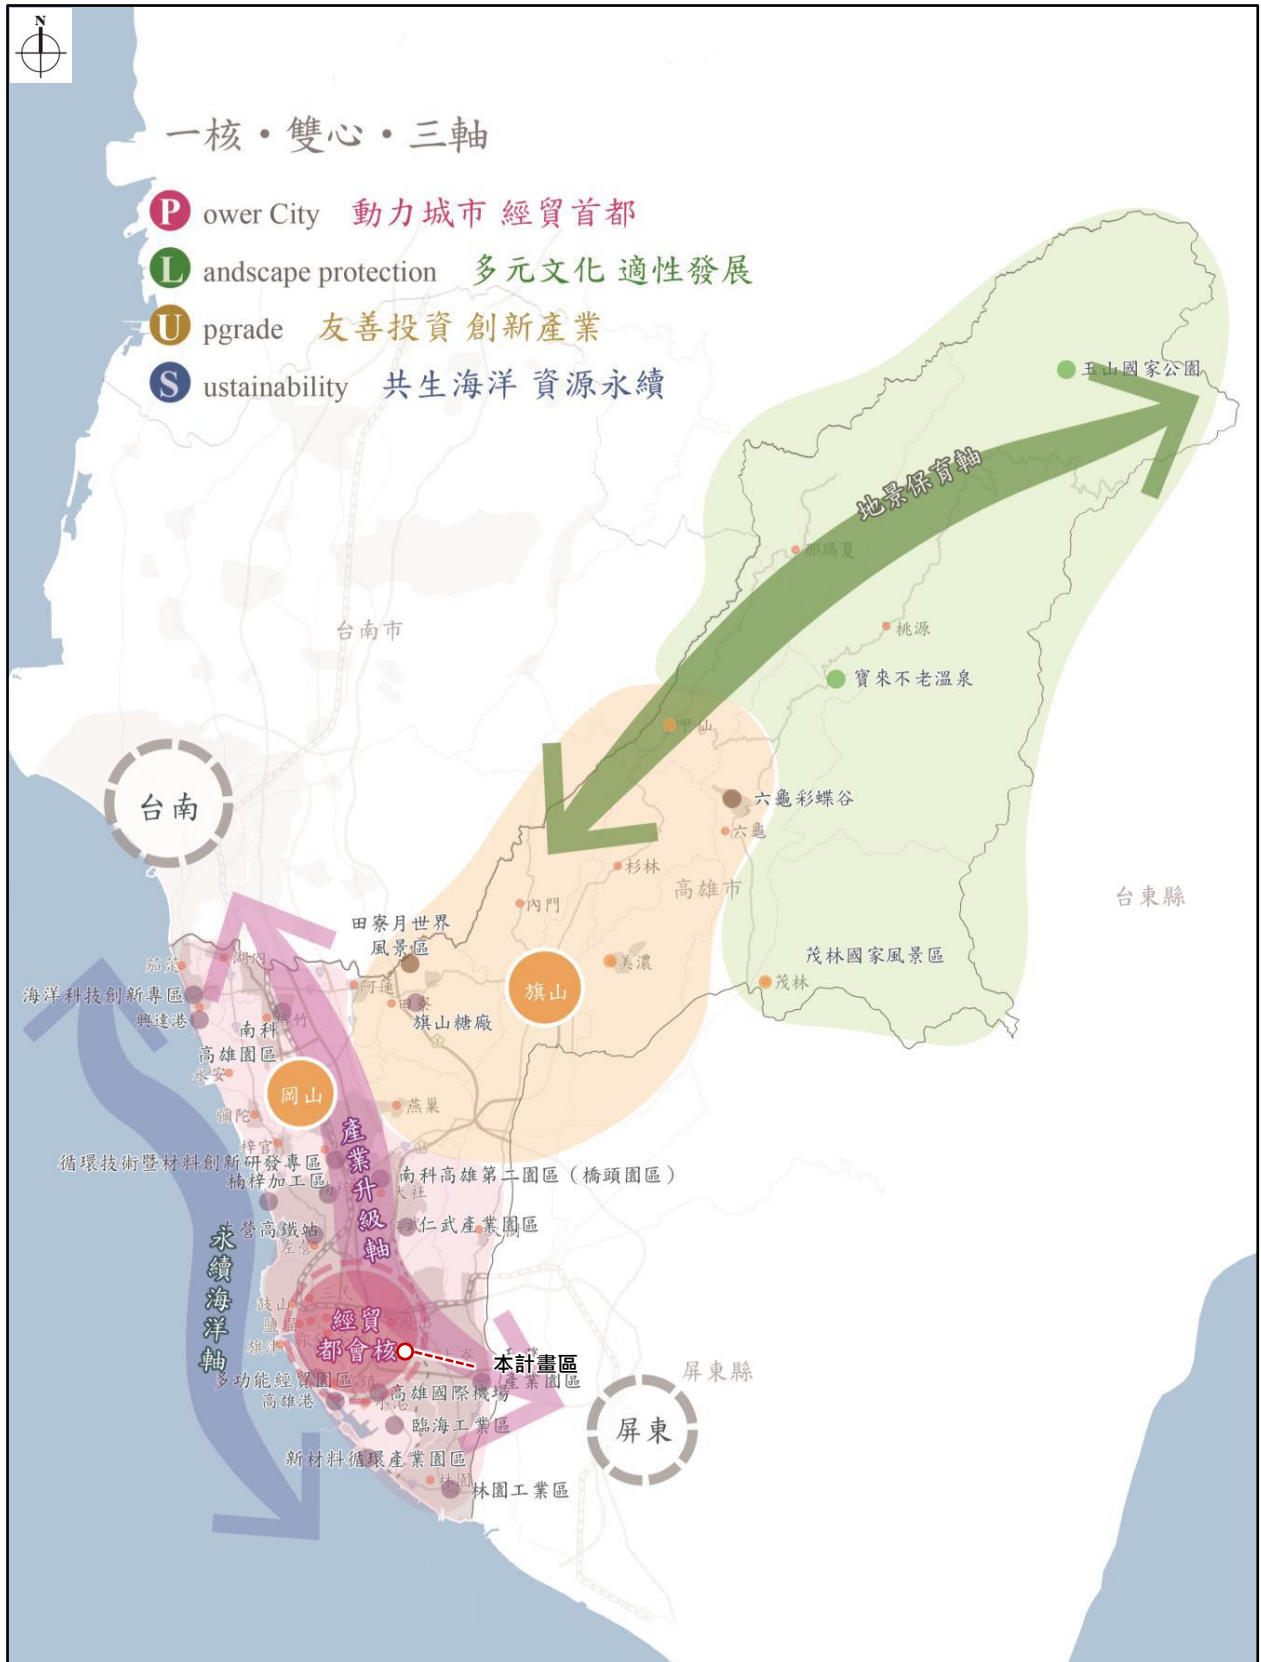 N
一核・雙心・三軸
P ower City 動力城市 經貿首都
L andscape protection 多元文化 適性發展
U pgrade 友善投資 創新產業
S ustainability 共生海洋 資源永續
玉山國家公園
地景保育軸
那瑪夏
桃源
台南市
寶來不老溫泉
甲仙
台南
六龜彩蝶谷
六龜
杉林
高雄市
台東縣
內門
田寮月世界
風景區
茂林國家風景區
美濃
旗山
茂林
茄萣
湖內
海洋科技創新專區
興達港
阿蓮
田寮
旗山糖廠
南科
高雄園區
永安
岡山
彌陀
燕巢
梓官
產業升級軸
循環技術暨材料創新研發專區
楠梓加工區
南科高雄第二園區（橋頭園區）
大社
仁武產業園區
營高鐵站
左營
永續海洋軸
三民
鼓山
旗津
經貿
都會核
本計畫區
產業園區
屏東縣
多功能經貿園區
高雄港
高雄國際機場
臨海工業區
屏東
新材料循環產業園區
林園
林園工業區